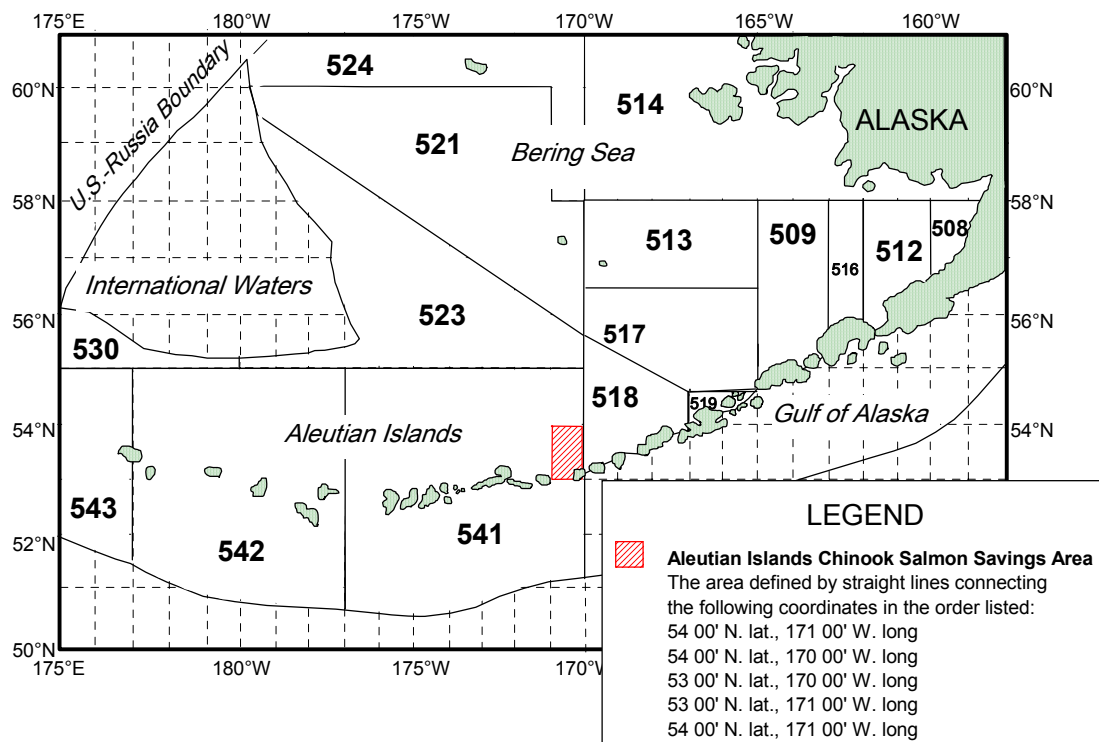 175°E 180°W 175°W 170°W 165°W 160°W
60°N
58°N
56°N
54°N
52°N
50°N
60°N
58°N
56°N
54°N
524
514
ALASKA
521
Bering Sea
U.S.-Russia Boundary
513
509
516
512
508
International Waters
523
530
517
518
519
Gulf of Alaska
Aleutian Islands
543
542
541
175°E 180°W 175°W 170°W
LEGEND
Aleutian Islands Chinook Salmon Savings Area
The area defined by straight lines connecting
the following coordinates in the order listed:
54 00' N. lat., 171 00' W. long
54 00' N. lat., 170 00' W. long
53 00' N. lat., 170 00' W. long
53 00' N. lat., 171 00' W. long
54 00' N. lat., 171 00' W. long